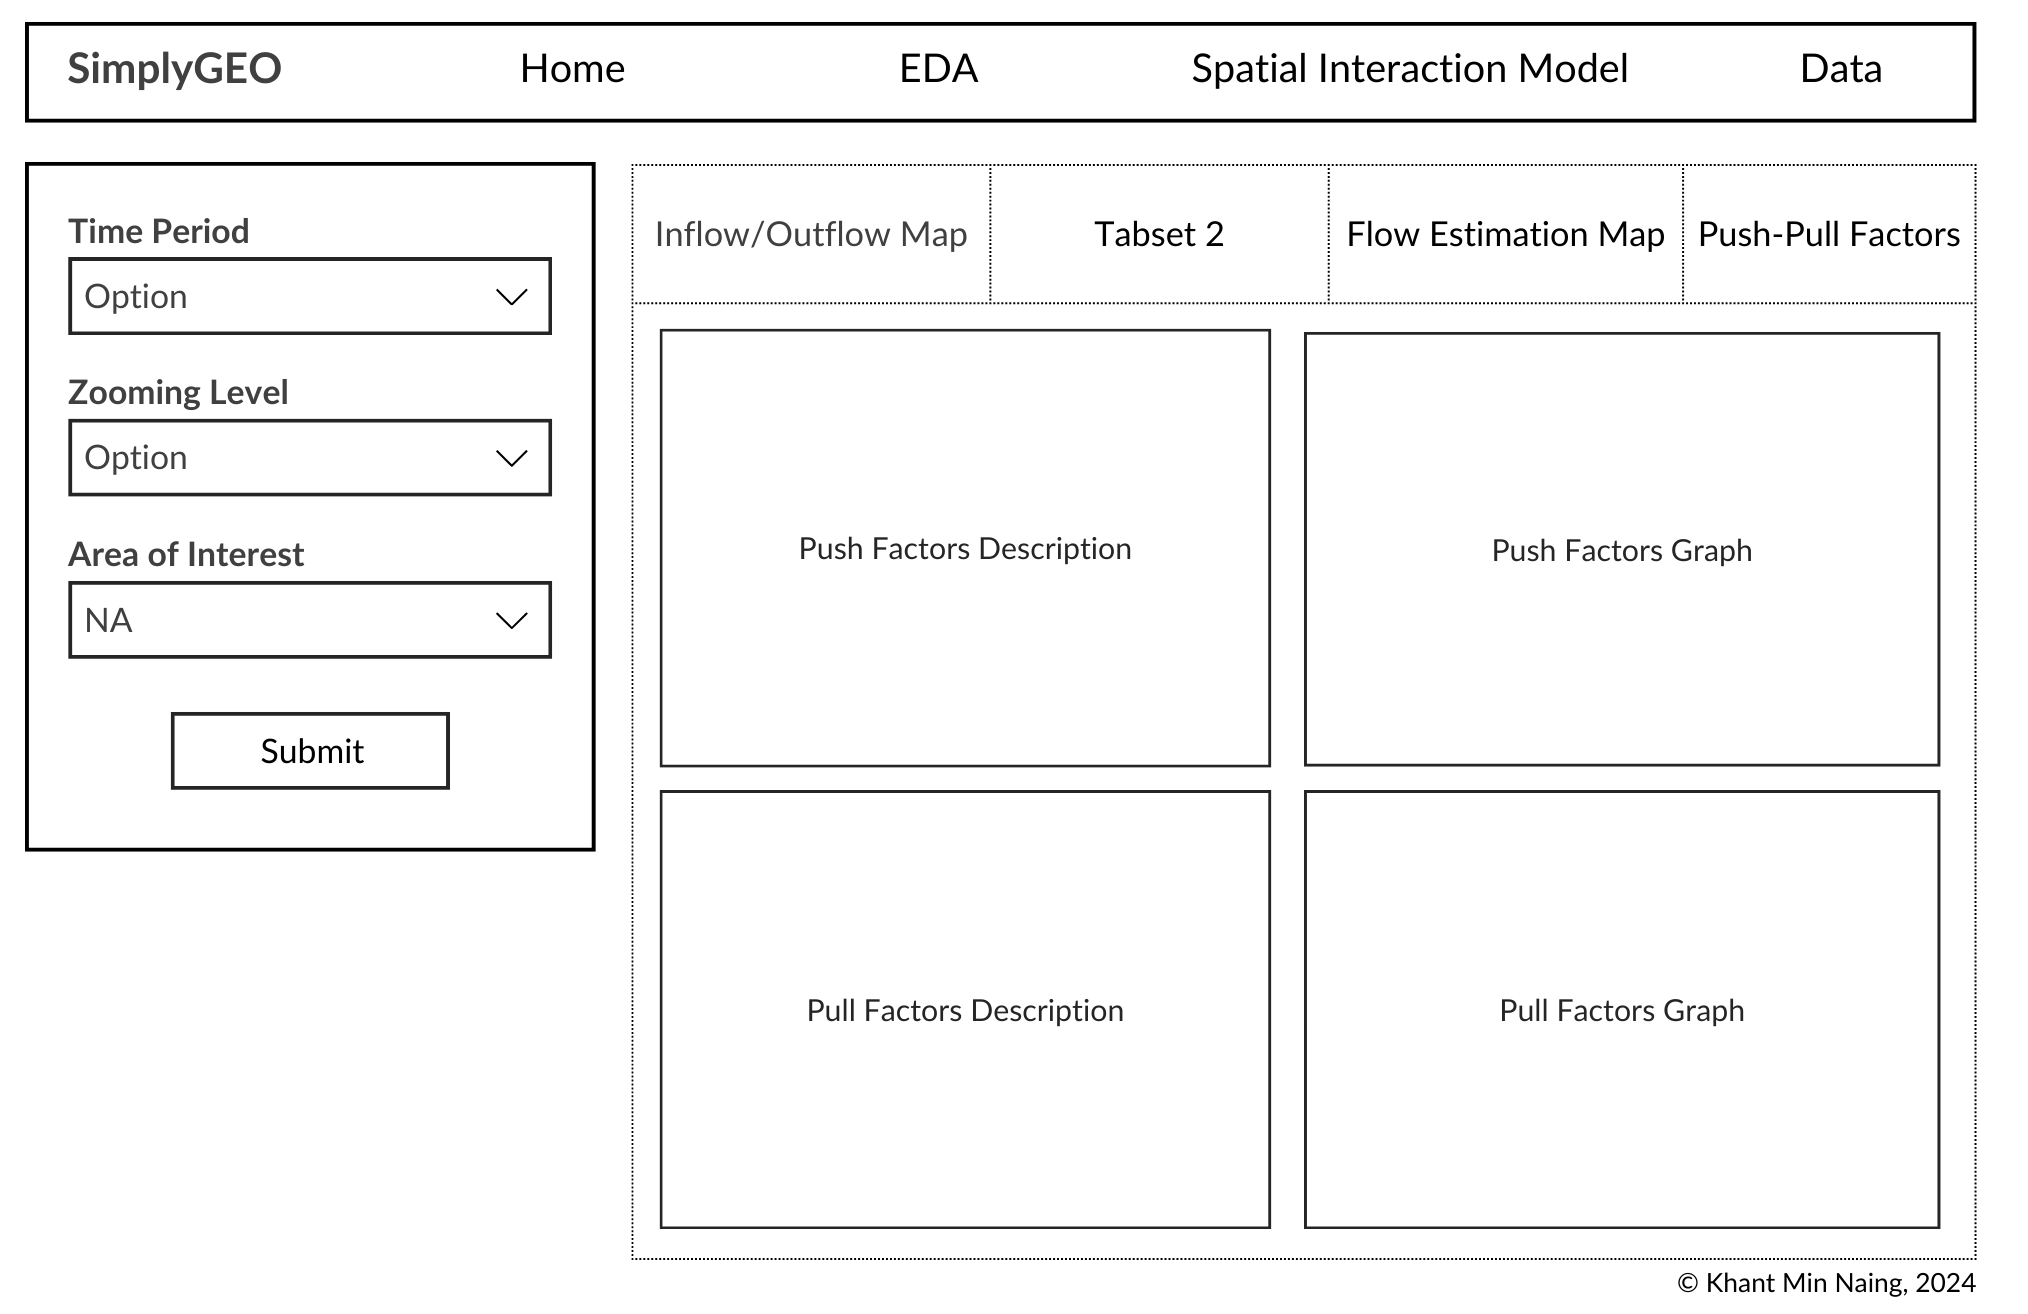 SimplyGEO Home EDA Spatial Interaction Model Data
Time Period
Option
Zooming Level
Option
Area of Interest
NA
Submit
Inflow/Outflow Map Tabset 2 Flow Estimation Map Push-Pull Factors
Push Factors Description Push Factors Graph
Pull Factors Description Pull Factors Graph
© Khant Min Naing, 2024